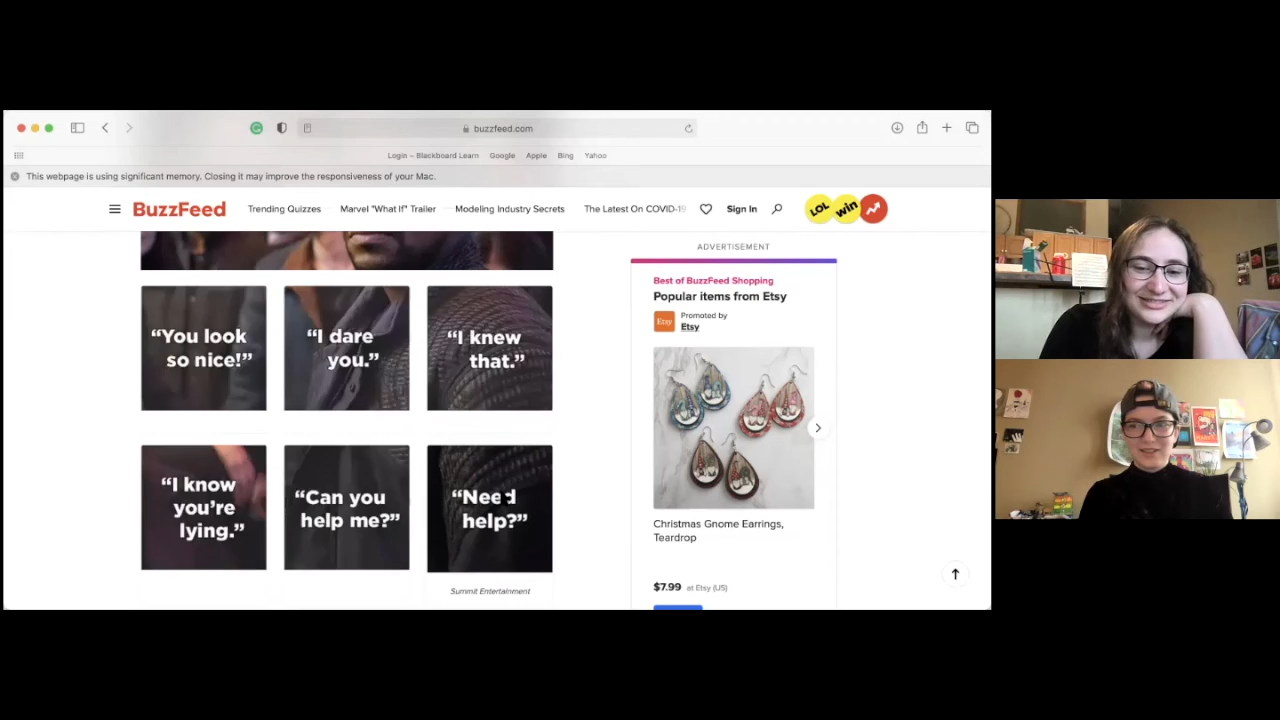 buzzfeed.com
Login – Blackboard Learn Google Apple Bing Yahoo
This webpage is using significant memory. Closing it may improve the responsiveness of your Mac.
BuzzFeed Trending Quizzes Marvel "What If" Trailer Modeling Industry Secrets The Latest On COVID-19 Sign In LOL win
ADVERTISEMENT
Best of BuzzFeed Shopping
Popular items from Etsy
Etsy
Promoted by
Etsy
“You look
so nice!”
“I dare
you.”
“I knew
that.”
“I know
you’re
lying.”
“Can you
help me?”
“Need
help?”
Summit Entertainment
Christmas Gnome Earrings,
Teardrop
$7.99 at Etsy (US)